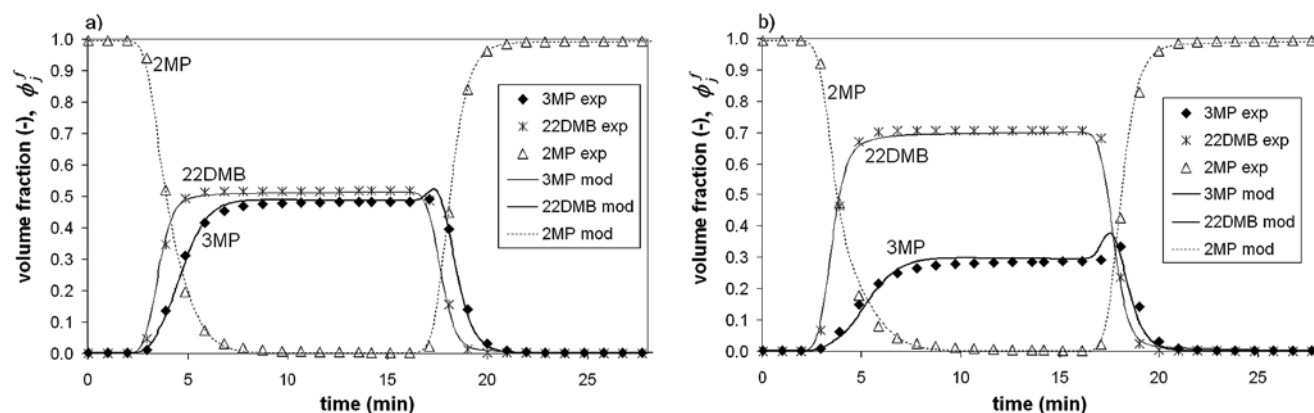 a)
volume fraction (-), ϕ_j^f
1.0
0.9
0.8
0.7
0.6
0.5
0.4
0.3
0.2
0.1
0.0
2MP
22DMB
3MP
3MP exp
22DMB exp
2MP exp
3MP mod
22DMB mod
2MP mod
0 5 10 15 20 25
time (min)
b)
volume fraction (-), ϕ_j^f
1.0
0.9
0.8
0.7
0.6
0.5
0.4
0.3
0.2
0.1
0.0
2MP
22DMB
3MP
3MP exp
22DMB exp
2MP exp
3MP mod
22DMB mod
2MP mod
0 5 10 15 20 25
time (min)